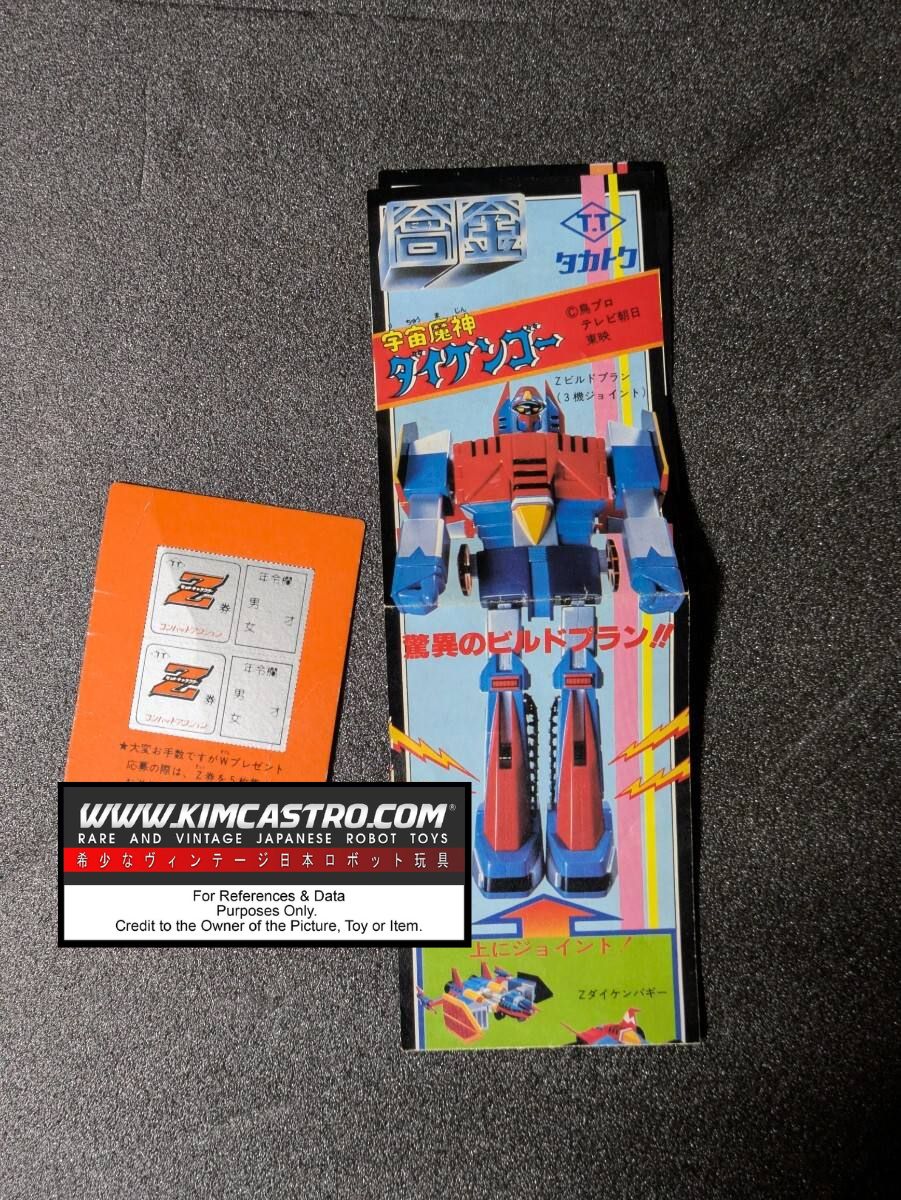 合金
T.T
タカトク
ちゅう ま じん
宇宙魔神
ダイケンゴー
©鳥プロ
テレビ朝日
東映
Zビルドプラン
(3機ジョイント)
驚異のビルドプラン!!
上にジョイント!
Zダイケンバギー
Z
券
コンバットアクション
年令欄
男
女
才
Z
券
コンバットアクション
年令欄
男
女
才
★大変お手数ですがWプレゼント
応募の際は、Z券を5枚
WWW.KIMCASTRO.COM®
RARE AND VINTAGE JAPANESE ROBOT TOYS
希少なヴィンテージ日本ロボット玩具
For References & Data
Purposes Only.
Credit to the Owner of the Picture, Toy or Item.